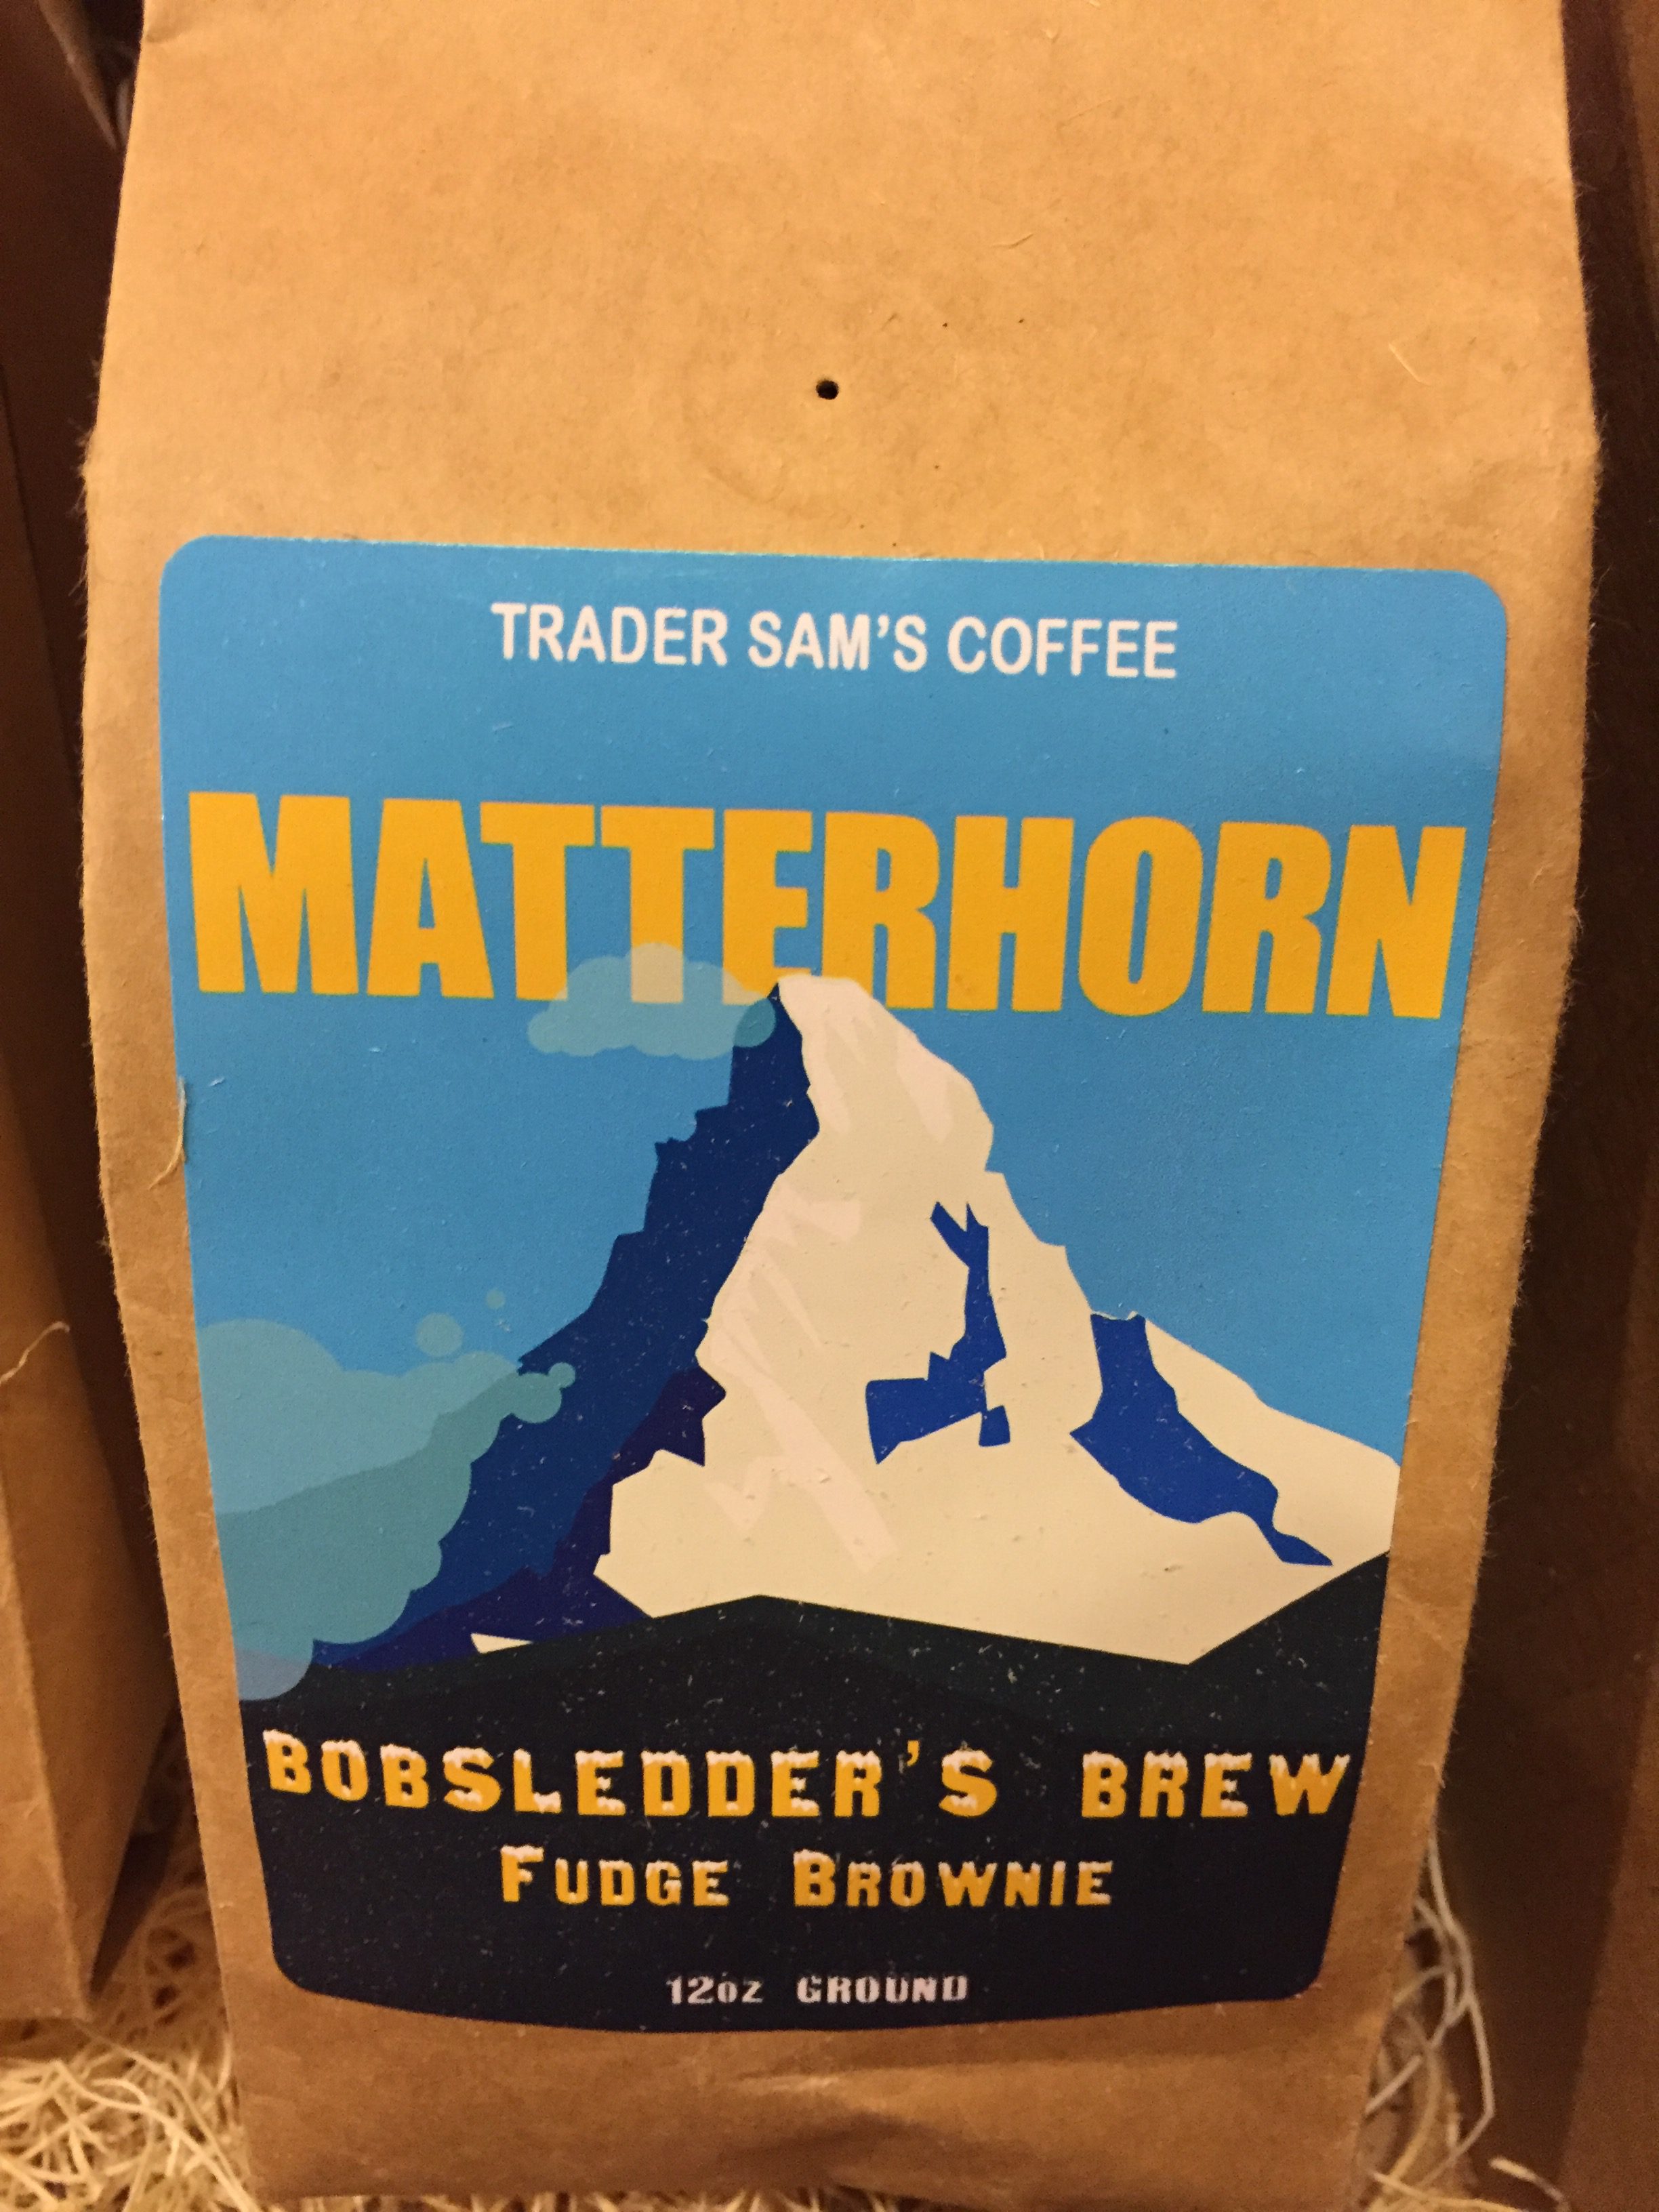 TRADER SAM'S COFFEE
MATTERHORN
BOBSLEDDER'S BREW
FUDGE BROWNIE
12oz GROUND